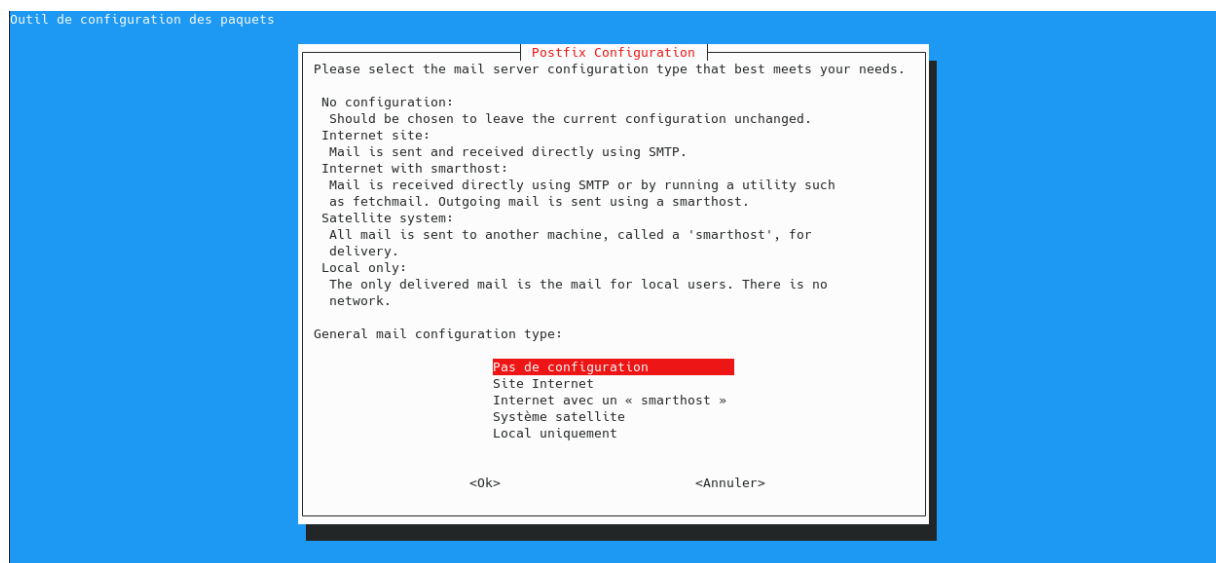 Outil de configuration des paquets
Postfix Configuration
Please select the mail server configuration type that best meets your needs.
No configuration:
Should be chosen to leave the current configuration unchanged.
Internet site:
Mail is sent and received directly using SMTP.
Internet with smarthost:
Mail is received directly using SMTP or by running a utility such
as fetchmail. Outgoing mail is sent using a smarthost.
Satellite system:
All mail is sent to another machine, called a 'smarthost', for
delivery.
Local only:
The only delivered mail is the mail for local users. There is no
network.
General mail configuration type:
Pas de configuration
Site Internet
Internet avec un « smarthost »
Système satellite
Local uniquement
<Ok> <Annuler>